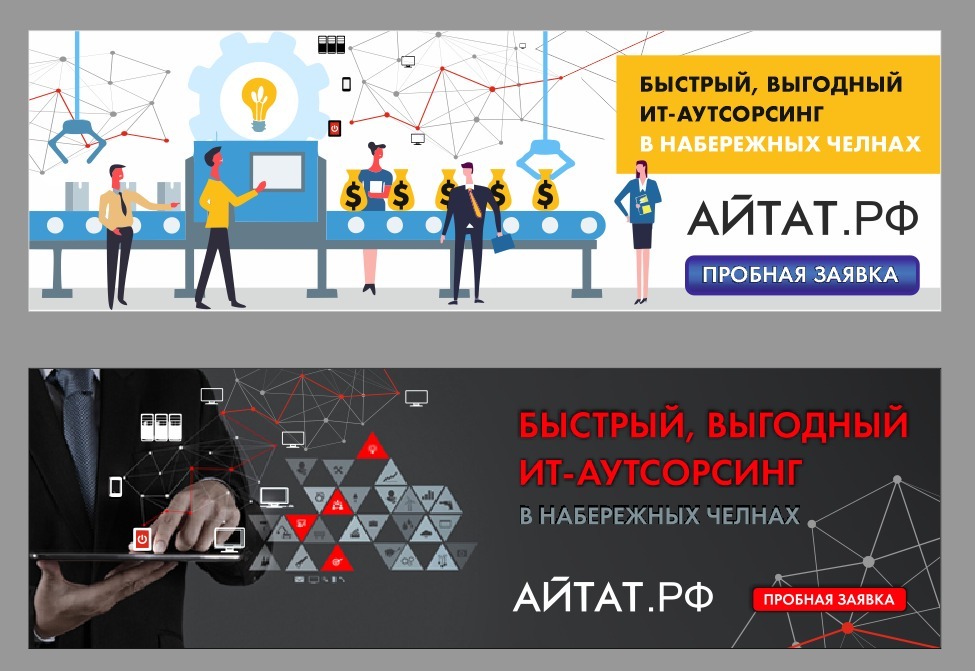 БЫСТРЫЙ, ВЫГОДНЫЙ
ИТ-АУТСОРСИНГ
В НАБЕРЕЖНЫХ ЧЕЛНАХ
$ $ $ $ $
АЙТАТ.РФ
ПРОБНАЯ ЗАЯВКА
БЫСТРЫЙ, ВЫГОДНЫЙ
ИТ-АУТСОРСИНГ
В НАБЕРЕЖНЫХ ЧЕЛНАХ
АЙТАТ.РФ
ПРОБНАЯ ЗАЯВКА